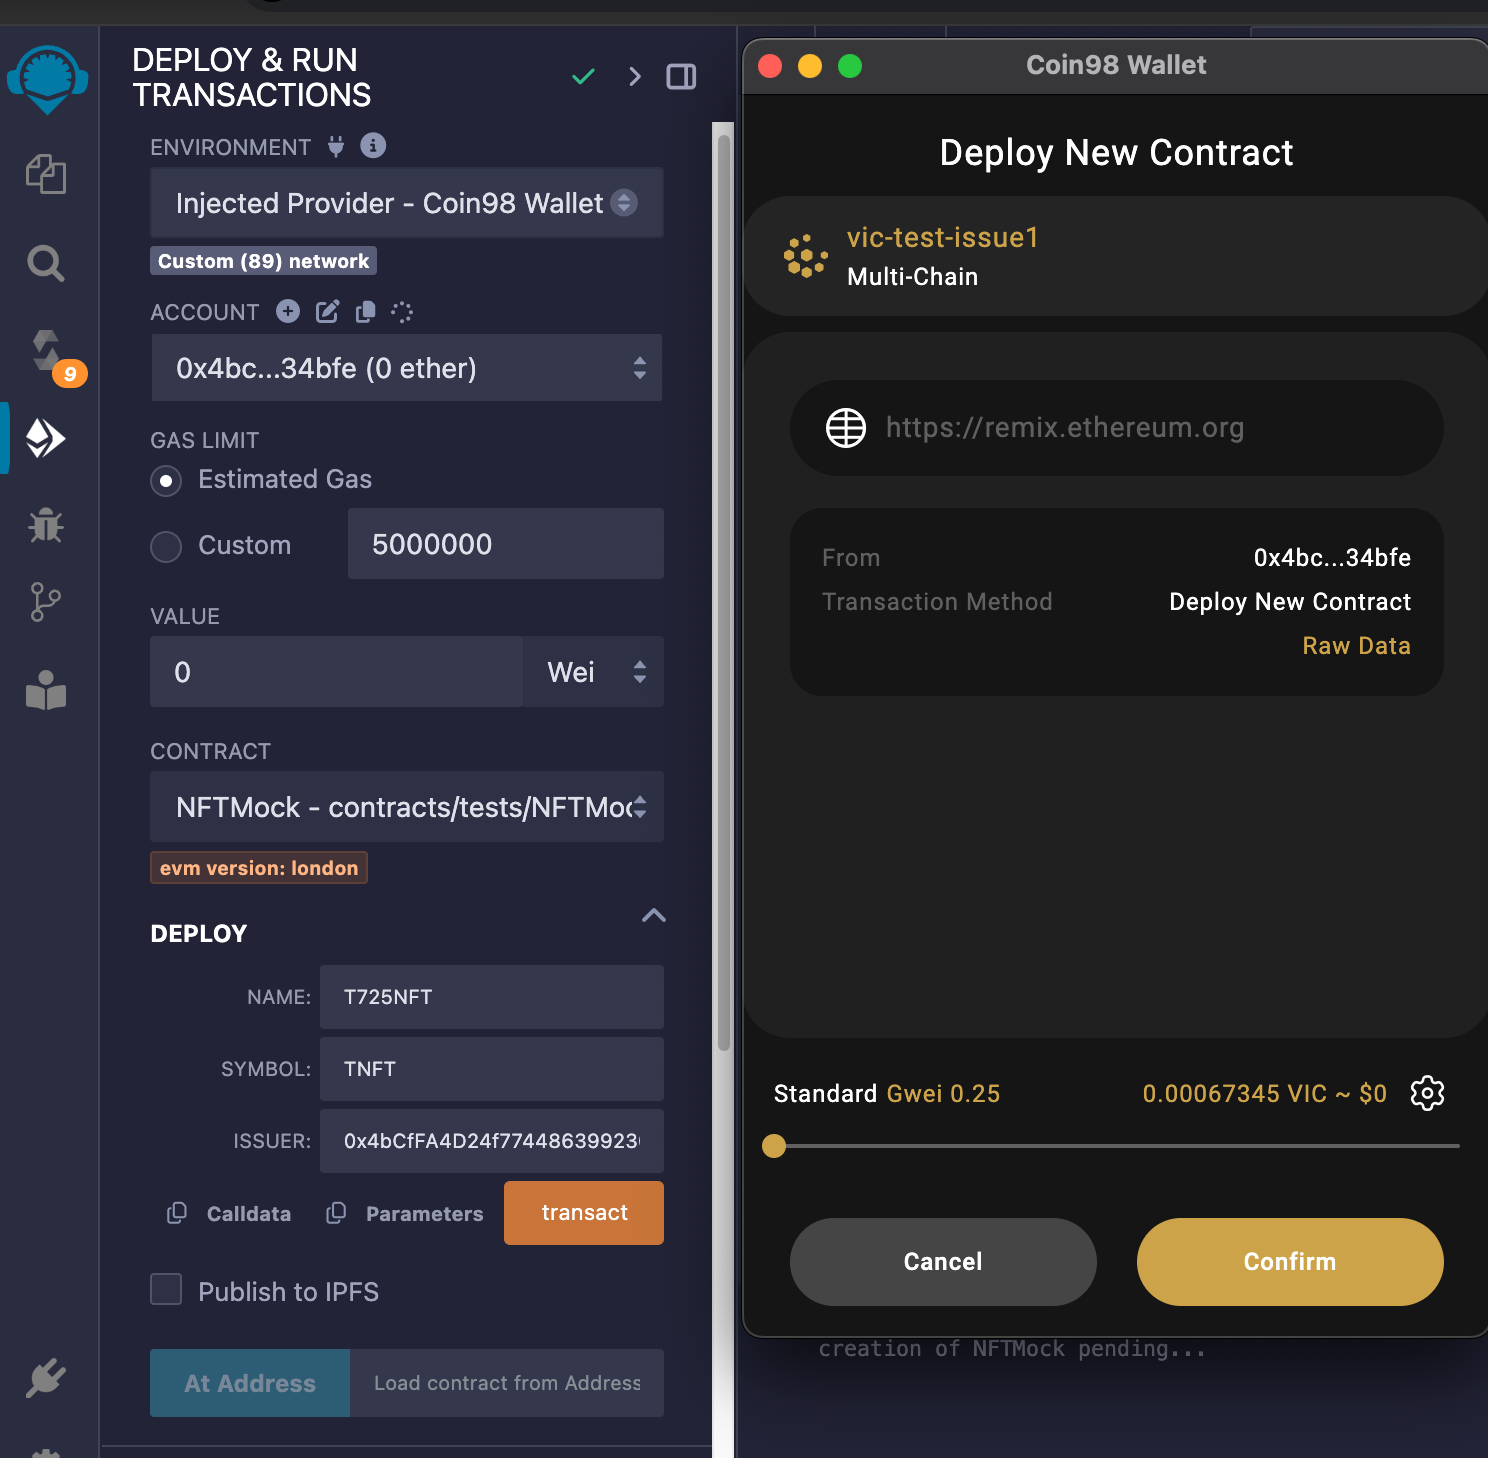 DEPLOY & RUN
TRANSACTIONS
ENVIRONMENT
Injected Provider - Coin98 Wallet
Custom (89) network
ACCOUNT
0x4bc...34bfe (0 ether)
9
GAS LIMIT
Estimated Gas
Custom
5000000
VALUE
0
Wei
CONTRACT
NFTMock - contracts/tests/NFTMoc
evm version: london
DEPLOY
NAME:
T725NFT
SYMBOL:
TNFT
ISSUER:
0x4bCfFA4D24f77448639923
Calldata
Parameters
transact
Publish to IPFS
At Address
Load contract from Address
Coin98 Wallet
Deploy New Contract
vic-test-issue1
Multi-Chain
https://remix.ethereum.org
From
0x4bc...34bfe
Transaction Method
Deploy New Contract
Raw Data
Standard Gwei 0.25
0.00067345 VIC ~ $0
Cancel
Confirm
creation of NFTMock pending...